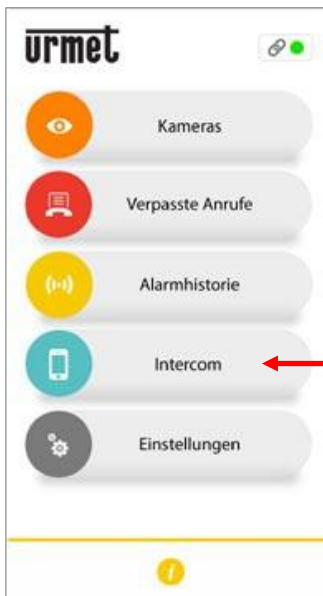 urmet
Kameras
Verpasste Anrufe
Alarmhistorie
Intercom
Einstellungen
i